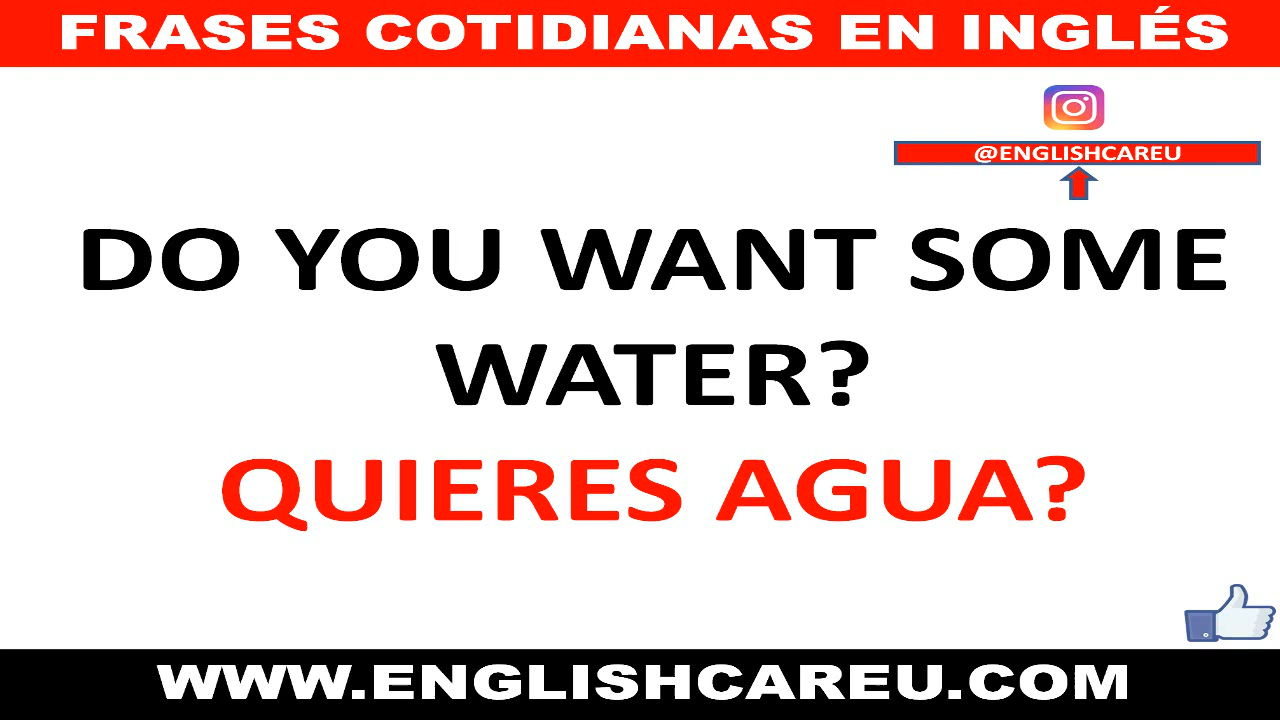 FRASES COTIDIANAS EN INGLÉS
@ENGLISHCAREU
DO YOU WANT SOME
WATER?
QUIERES AGUA?
WWW.ENGLISHCAREU.COM